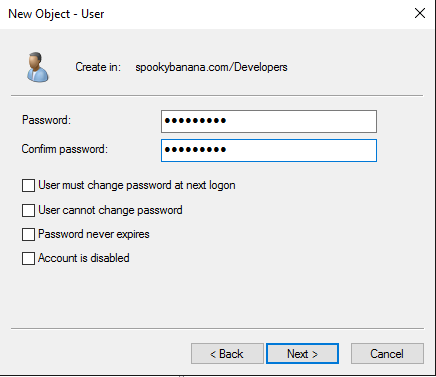 New Object - User
Create in: spookybanana.com/Developers
Password: ●●●●●●●●●
Confirm password: ●●●●●●●●●
User must change password at next logon
User cannot change password
Password never expires
Account is disabled
< Back Next > Cancel